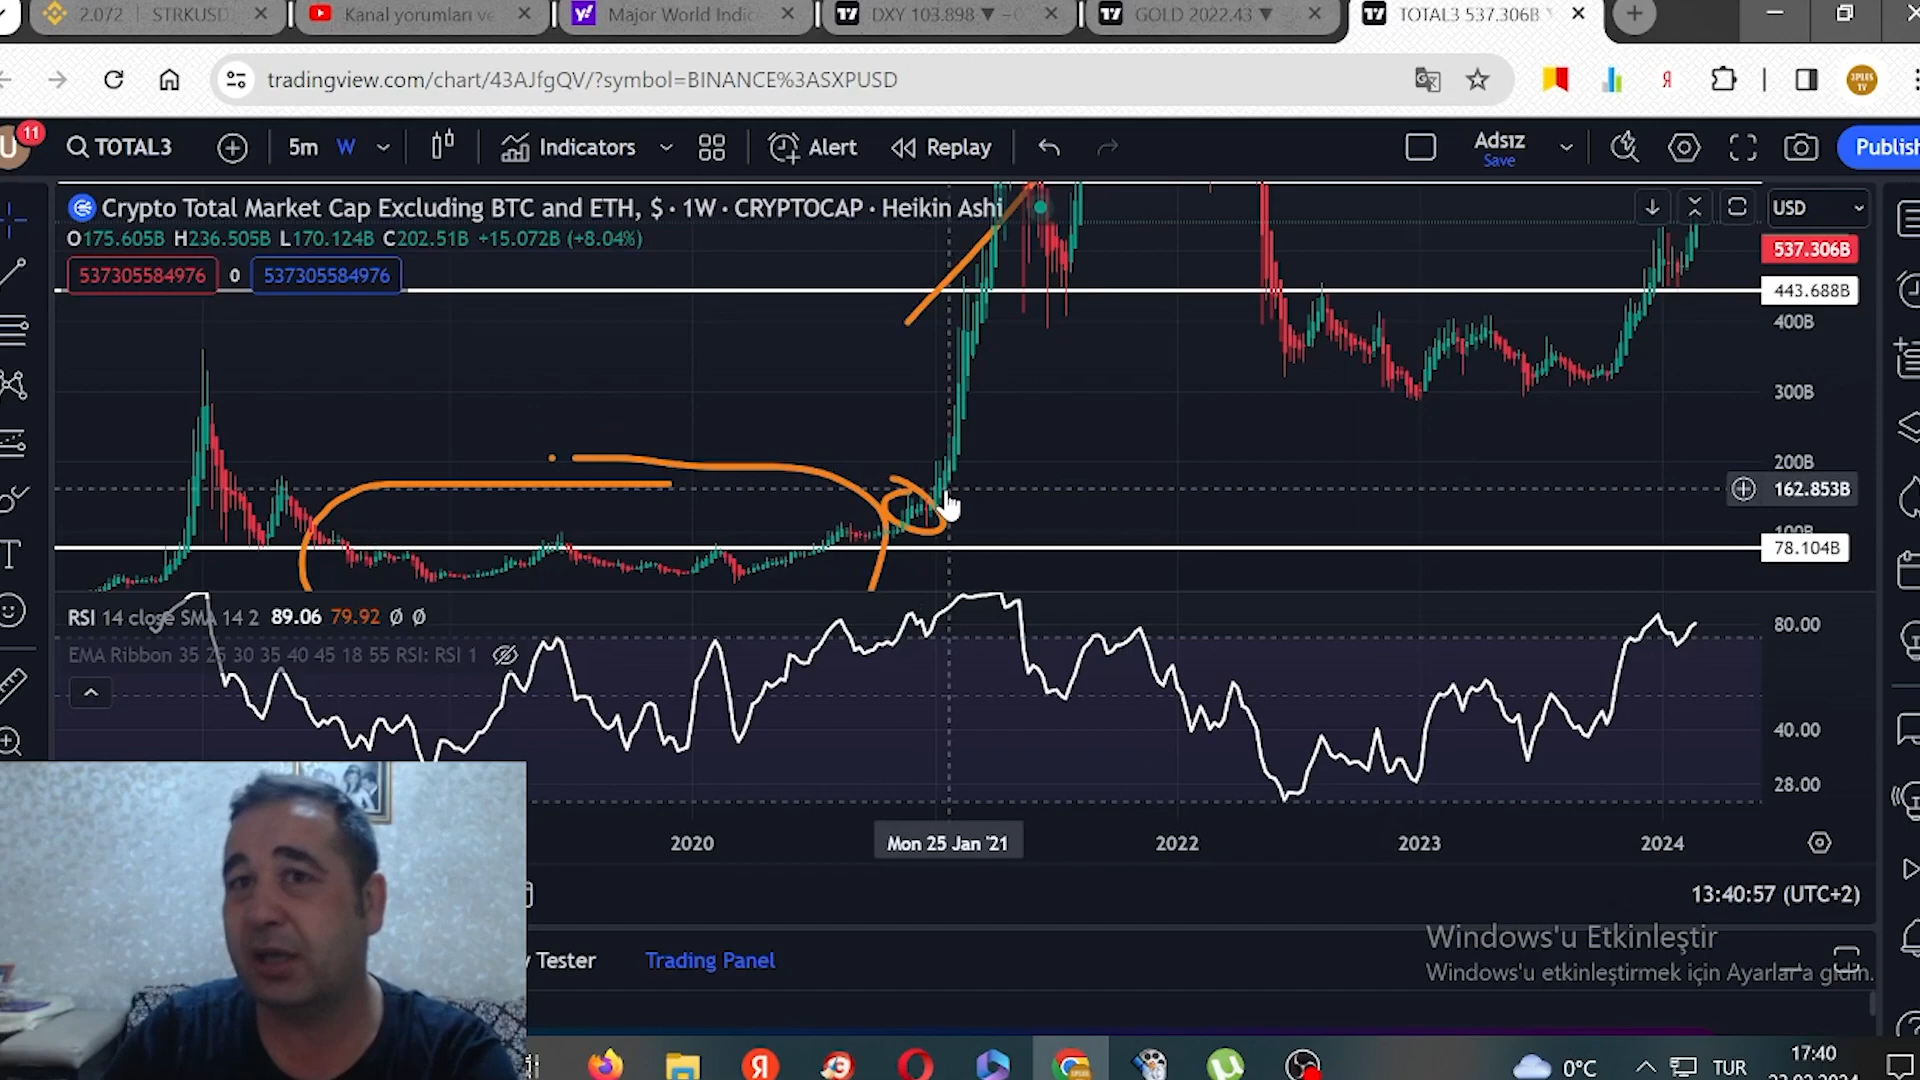 2.072 | STRKUSD
Kanal yorumları ve
Major World Indic
DXY 103.898 ▼ −
GOLD 2022.43 ▼
TOTAL3 537.306B
tradingview.com/chart/43AJfgQV/?symbol=BINANCE%3ASXPUSD
U 11
TOTAL3
5m W
Indicators
Alert
Replay
Adsız
Save
Publish
Crypto Total Market Cap Excluding BTC and ETH, $ · 1W · CRYPTOCAP · Heikin Ashi
USD
O175.605B H236.505B L170.124B C202.51B +15.072B (+8.04%)
537305584976 0 537305584976
537.306B
443.688B
400B
300B
200B
162.853B
100B
78.104B
RSI 14 close SMA 14 2 89.06 79.92 Ø Ø
EMA Ribbon 35 25 30 35 40 45 18 55 RSI: RSI 1
80.00
40.00
28.00
2020
Mon 25 Jan '21
2022
2023
2024
13:40:57 (UTC+2)
Windows'u Etkinleştir
Windows'u etkinleştirmek için Ayarlar'a gidin.
y Tester
Trading Panel
0°C
TUR
17:40